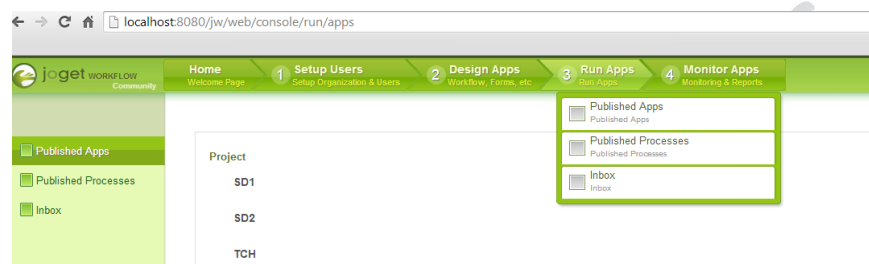 localhost:8080/jw/web/console/run/apps
joget WORKFLOW
Community
Home
Welcome Page
1 Setup Users
Setup Organization & Users
2 Design Apps
Workflow, Forms, etc
3 Run Apps
Run Apps
4 Monitor Apps
Monitoring & Reports
Published Apps
Published Apps
Published Processes
Published Processes
Inbox
Inbox
Published Apps
Published Processes
Inbox
Project
SD1
SD2
TCH